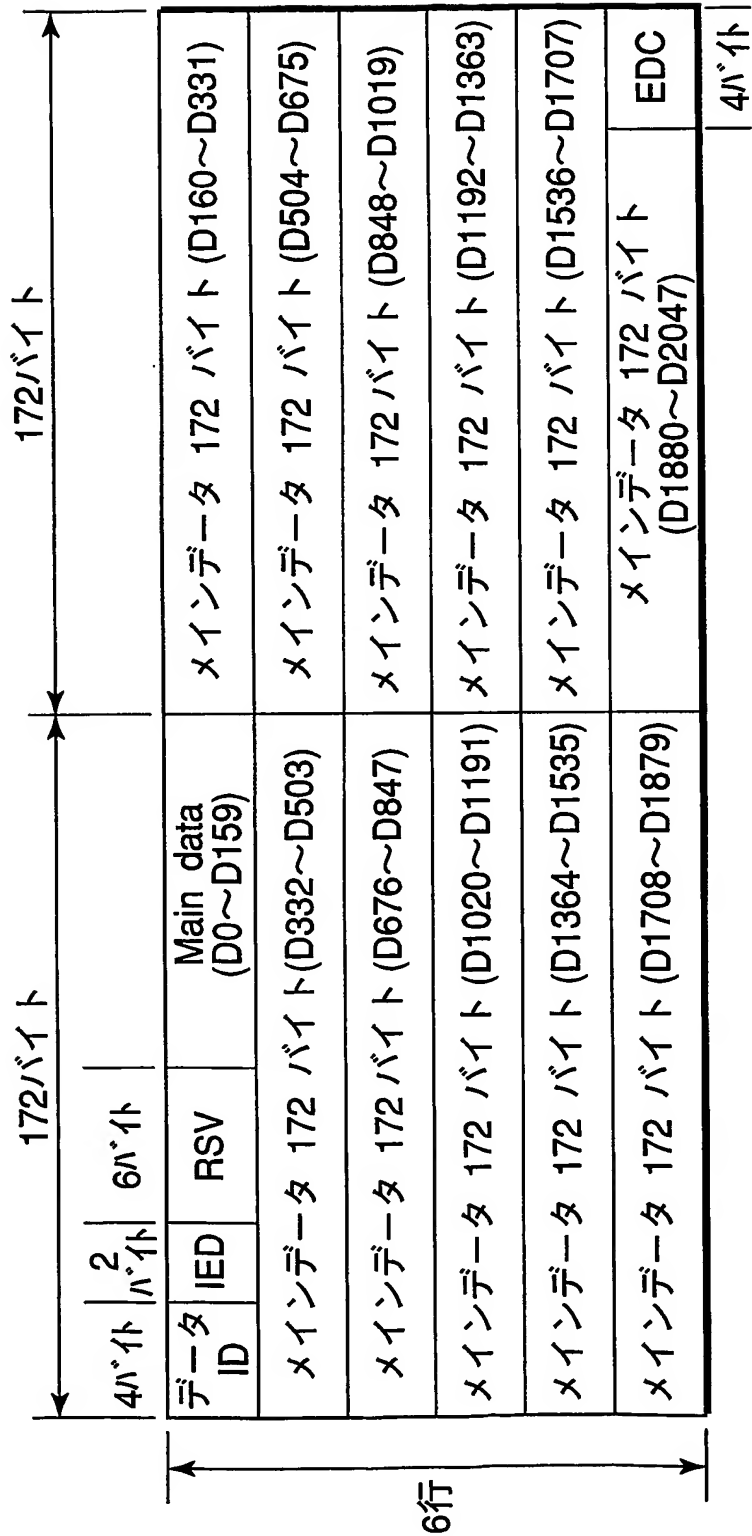 172バイト
172バイト
4バイト
2
バイト
6バイト
データ
ID
IED
RSV
Main data
(D0～D159)
メインデータ 172 バイト (D160～D331)
メインデータ 172 バイト(D332～D503)
メインデータ 172 バイト (D504～D675)
メインデータ 172バイト (D676～D847)
メインデータ 172バイト (D848～D1019)
メインデータ 172 バイト (D1020～D1191)
メインデータ 172 バイト (D1192～D1363)
メインデータ 172 バイト (D1364～D1535)
メインデータ 172 バイト (D1536～D1707)
メインデータ 172 バイト (D1708～D1879)
メインデータ 172 バイト
(D1880～D2047)
EDC
6行
4バイト